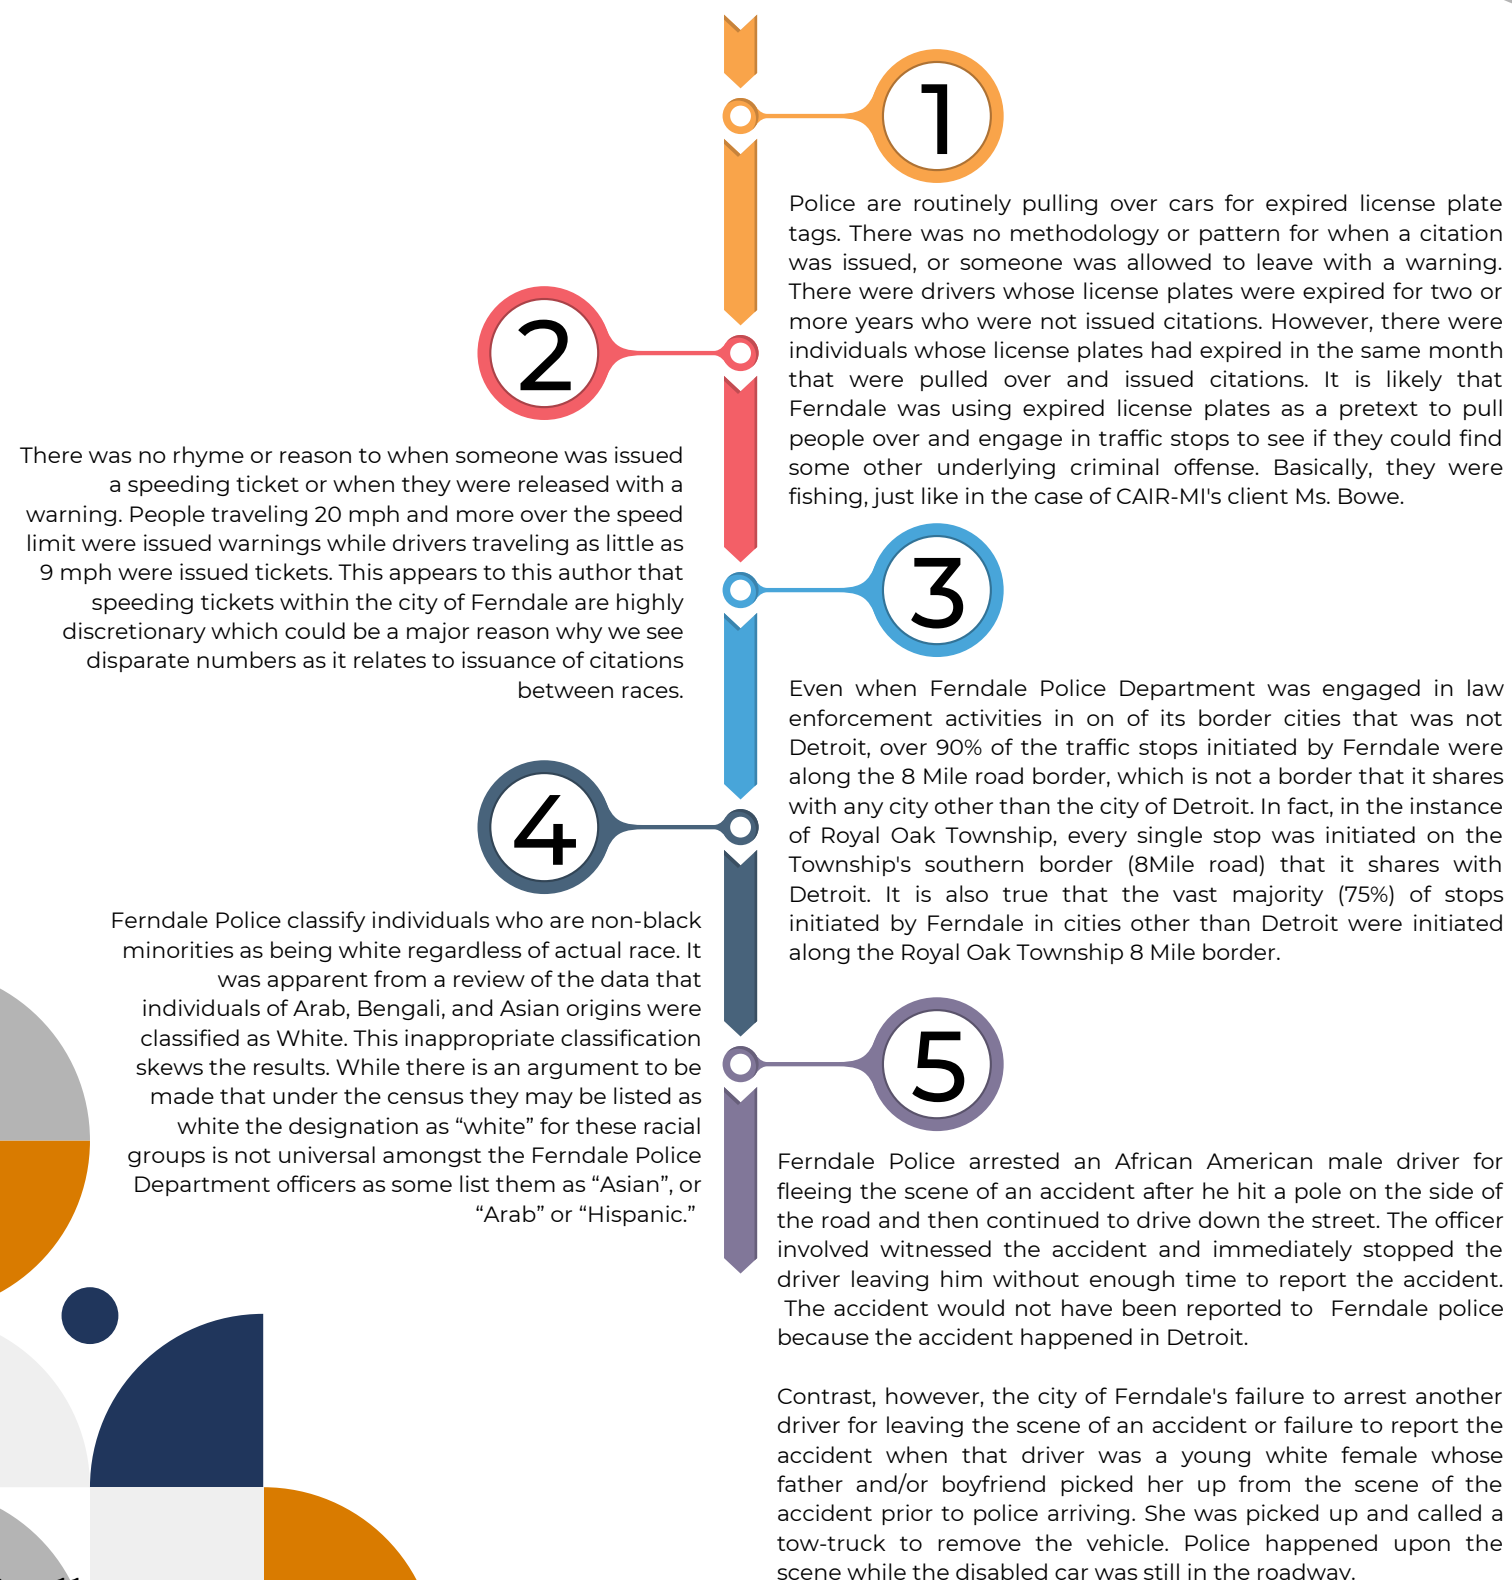 1
Police are routinely pulling over cars for expired license plate
tags. There was no methodology or pattern for when a citation
was issued, or someone was allowed to leave with a warning.
There were drivers whose license plates were expired for two or
more years who were not issued citations. However, there were
individuals whose license plates had expired in the same month
that were pulled over and issued citations. It is likely that
Ferndale was using expired license plates as a pretext to pull
people over and engage in traffic stops to see if they could find
some other underlying criminal offense. Basically, they were
fishing, just like in the case of CAIR-MI's client Ms. Bowe.
2
There was no rhyme or reason to when someone was issued
a speeding ticket or when they were released with a
warning. People traveling 20 mph and more over the speed
limit were issued warnings while drivers traveling as little as
9 mph were issued tickets. This appears to this author that
speeding tickets within the city of Ferndale are highly
discretionary which could be a major reason why we see
disparate numbers as it relates to issuance of citations
between races.
3
Even when Ferndale Police Department was engaged in law
enforcement activities in on of its border cities that was not
Detroit, over 90% of the traffic stops initiated by Ferndale were
along the 8 Mile road border, which is not a border that it shares
with any city other than the city of Detroit. In fact, in the instance
of Royal Oak Township, every single stop was initiated on the
Township's southern border (8Mile road) that it shares with
Detroit. It is also true that the vast majority (75%) of stops
initiated by Ferndale in cities other than Detroit were initiated
along the Royal Oak Township 8 Mile border.
4
Ferndale Police classify individuals who are non-black
minorities as being white regardless of actual race. It
was apparent from a review of the data that
individuals of Arab, Bengali, and Asian origins were
classified as White. This inappropriate classification
skews the results. While there is an argument to be
made that under the census they may be listed as
white the designation as “white” for these racial
groups is not universal amongst the Ferndale Police
Department officers as some list them as “Asian”, or
“Arab” or “Hispanic.”
5
Ferndale Police arrested an African American male driver for
fleeing the scene of an accident after he hit a pole on the side of
the road and then continued to drive down the street. The officer
involved witnessed the accident and immediately stopped the
driver leaving him without enough time to report the accident.
The accident would not have been reported to Ferndale police
because the accident happened in Detroit.
Contrast, however, the city of Ferndale's failure to arrest another
driver for leaving the scene of an accident or failure to report the
accident when that driver was a young white female whose
father and/or boyfriend picked her up from the scene of the
accident prior to police arriving. She was picked up and called a
tow-truck to remove the vehicle. Police happened upon the
scene while the disabled car was still in the roadway.